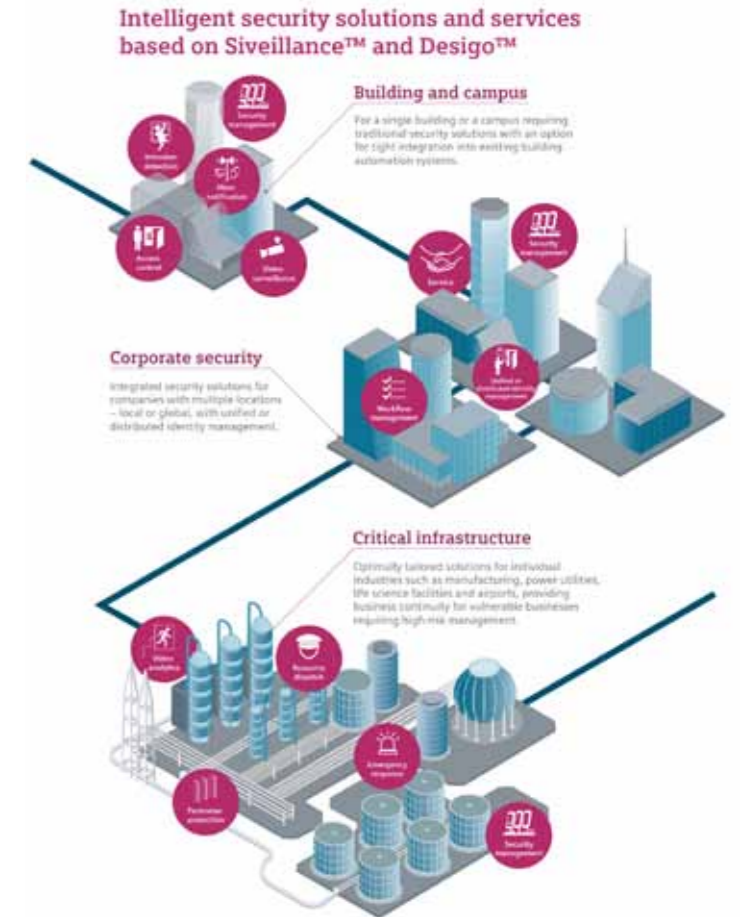 Intelligent security solutions and services
based on Siveillance™ and Desigo™
Building and campus
For a single building or a campus requiring
traditional security solutions with an option
for tight integration into existing building
automation systems.
Security
management
Intrusion
detection
Mass
notification
Access
control
Video
surveillance
Service
Security
management
Corporate security
Integrated security solutions for
companies with multiple locations
– local or global, with unified or
distributed identity management.
Unified or
distributed identity
management
Workflow
management
Critical infrastructure
Optimally tailored solutions for individual
industries such as manufacturing, power utilities,
life science facilities and airports, providing
business continuity for vulnerable businesses
requiring high risk management.
Video
analytics
Resource
dispatch
Emergency
response
Perimeter
protection
Security
management